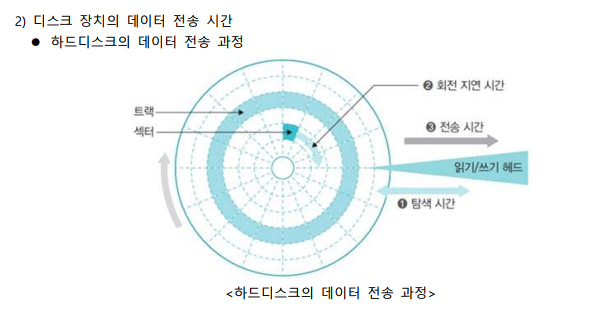 2) 디스크 장치의 데이터 전송 시간
● 하드디스크의 데이터 전송 과정
❷ 회전 지연 시간
트랙
섹터
❸ 전송 시간
읽기/쓰기 헤드
❶ 탐색 시간
<하드디스크의 데이터 전송 과정>